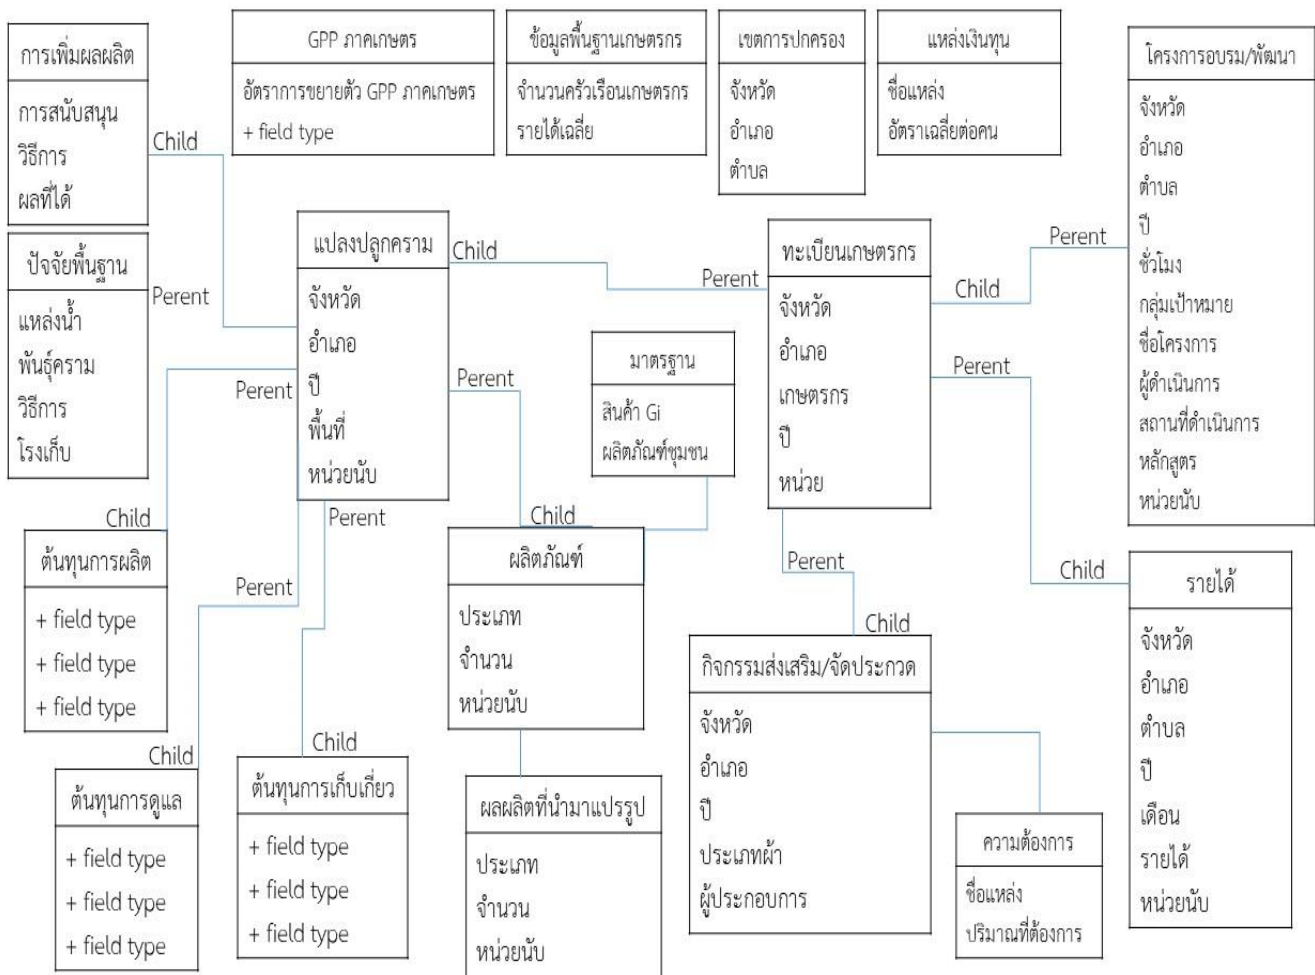 การเพิ่มผลผลิต
การสนับสนุน
วิธีการ
ผลที่ได้
GPP ภาคเกษตร
อัตราการขยายตัว GPP ภาคเกษตร
+ field type
ข้อมูลพื้นฐานเกษตรกร
จำนวนครัวเรือนเกษตรกร
รายได้เฉลี่ย
เขตการปกครอง
จังหวัด
อำเภอ
ตำบล
แหล่งเงินทุน
ชื่อแหล่ง
อัตราเฉลี่ยต่อคน
โครงการอบรม/พัฒนา
จังหวัด
อำเภอ
ตำบล
ปี
ชั่วโมง
กลุ่มเป้าหมาย
ชื่อโครงการ
ผู้ดำเนินการ
สถานที่ดำเนินการ
หลักสูตร
หน่วยนับ
Child
Perent
ปัจจัยพื้นฐาน
แหล่งน้ำ
พันธุ์คราม
วิธีการ
โรงเก็บ
แปลงปลูกคราม
จังหวัด
อำเภอ
ปี
พื้นที่
หน่วยนับ
Child
Perent
ทะเบียนเกษตรกร
จังหวัด
อำเภอ
เกษตรกร
ปี
หน่วย
Perent
Child
Perent
Perent
Perent
มาตรฐาน
สินค้า Gi
ผลิตภัณฑ์ชุมชน
Child
Perent
Child
ต้นทุนการผลิต
+ field type
+ field type
+ field type
Perent
ผลิตภัณฑ์
ประเภท
จำนวน
หน่วยนับ
Perent
Child
Child
รายได้
จังหวัด
อำเภอ
ตำบล
ปี
เดือน
รายได้
หน่วยนับ
กิจกรรมส่งเสริม/จัดประกวด
จังหวัด
อำเภอ
ปี
ประเภทผ้า
ผู้ประกอบการ
Child
ต้นทุนการดูแล
+ field type
+ field type
+ field type
Child
ต้นทุนการเก็บเกี่ยว
+ field type
+ field type
+ field type
ผลผลิตที่นำมาแปรรูป
ประเภท
จำนวน
หน่วยนับ
ความต้องการ
ชื่อแหล่ง
ปริมาณที่ต้องการ